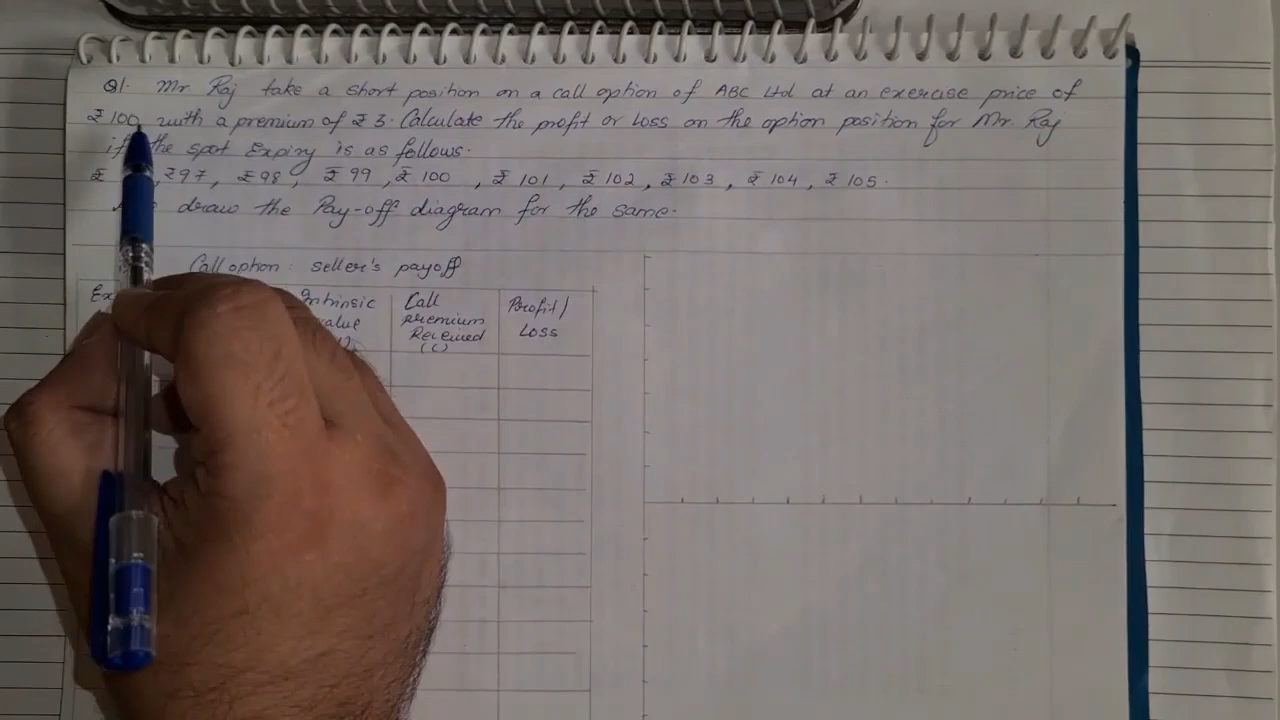 Q1. Mr Raj take a short position on a call option of ABC Ltd at an exercise price of
₹ 100 with a premium of ₹ 3. Calculate the profit or Loss on the option position for Mr. Raj
if the spot Expiry is as follows.
₹ , ₹97, ₹98, ₹ 99, ₹ 100, ₹ 101, ₹ 102, ₹ 103, ₹ 104, ₹ 105.
draw the Pay-off diagram for the same.
Call option: seller's payoff
Intrinsic value
Call premium Received (C)
Profit/ Loss